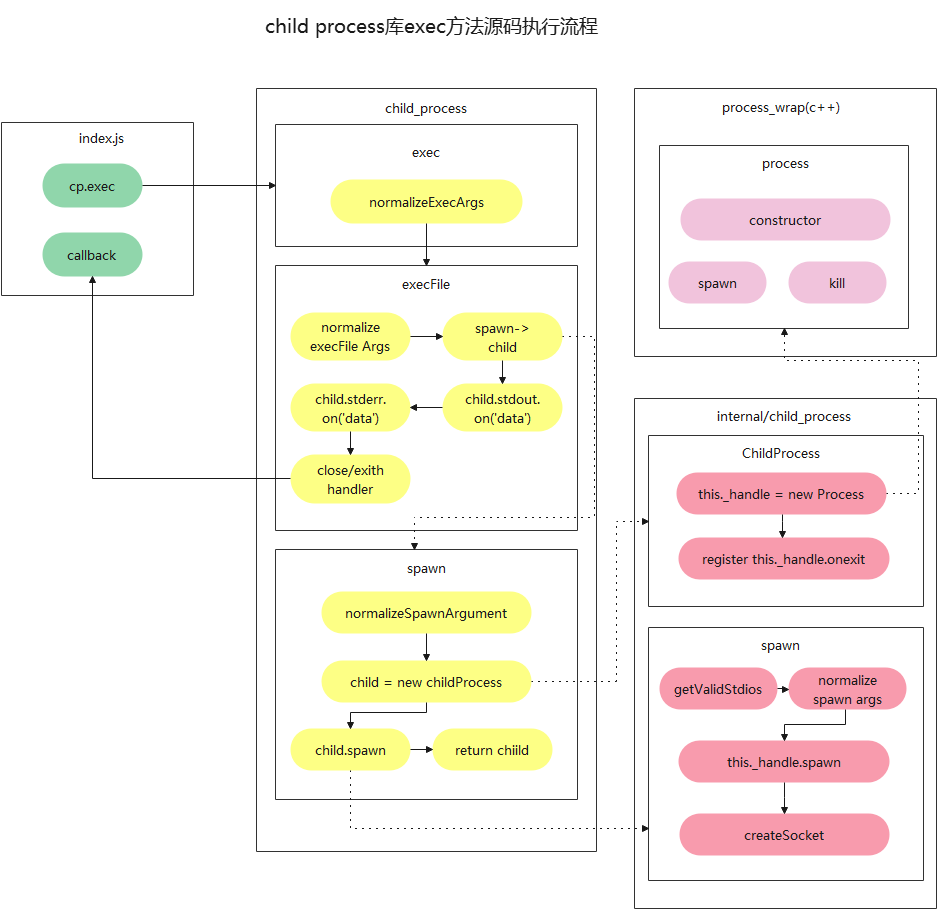 child process库exec方法源码执行流程
index.js
cp.exec
callback
child_process
exec
normalizeExecArgs
execFile
normalize
execFile Args
spawn->
child
child.stderr.
on('data')
child.stdout.
on('data')
close/exith
handler
spawn
normalizeSpawnArgument
child = new childProcess
child.spawn
return chiild
process_wrap(c++)
process
constructor
spawn
kill
internal/child_process
ChildProcess
this._handle = new Process
register this._handle.onexit
spawn
getValidStdios
normalize
spawn args
this._handle.spawn
createSocket